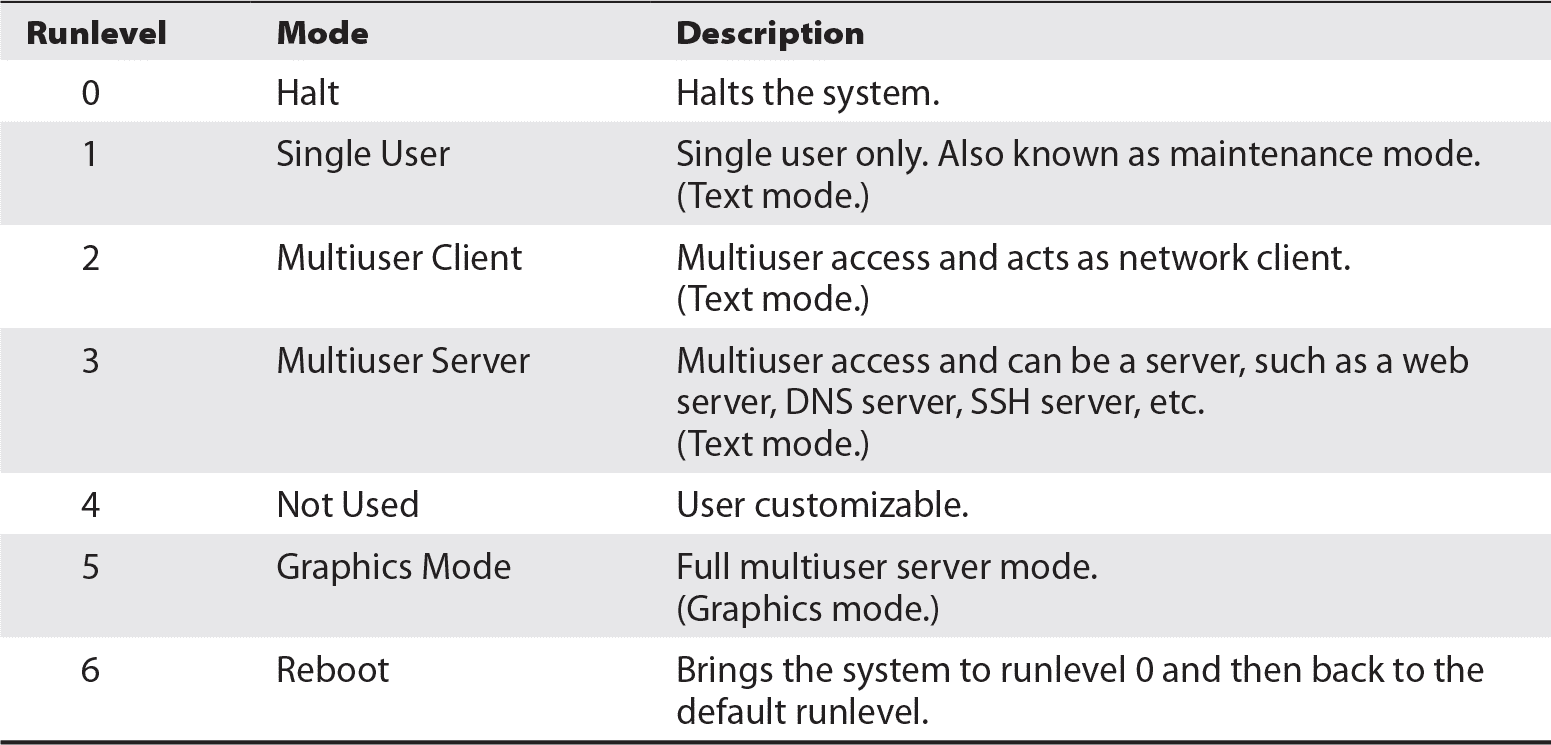 Runlevel Mode Description
0 Halt Halts the system.
1 Single User Single user only. Also known as maintenance mode.
(Text mode.)
2 Multiuser Client Multiuser access and acts as network client.
(Text mode.)
3 Multiuser Server Multiuser access and can be a server, such as a web
server, DNS server, SSH server, etc.
(Text mode.)
4 Not Used User customizable.
5 Graphics Mode Full multiuser server mode.
(Graphics mode.)
6 Reboot Brings the system to runlevel 0 and then back to the
default runlevel.